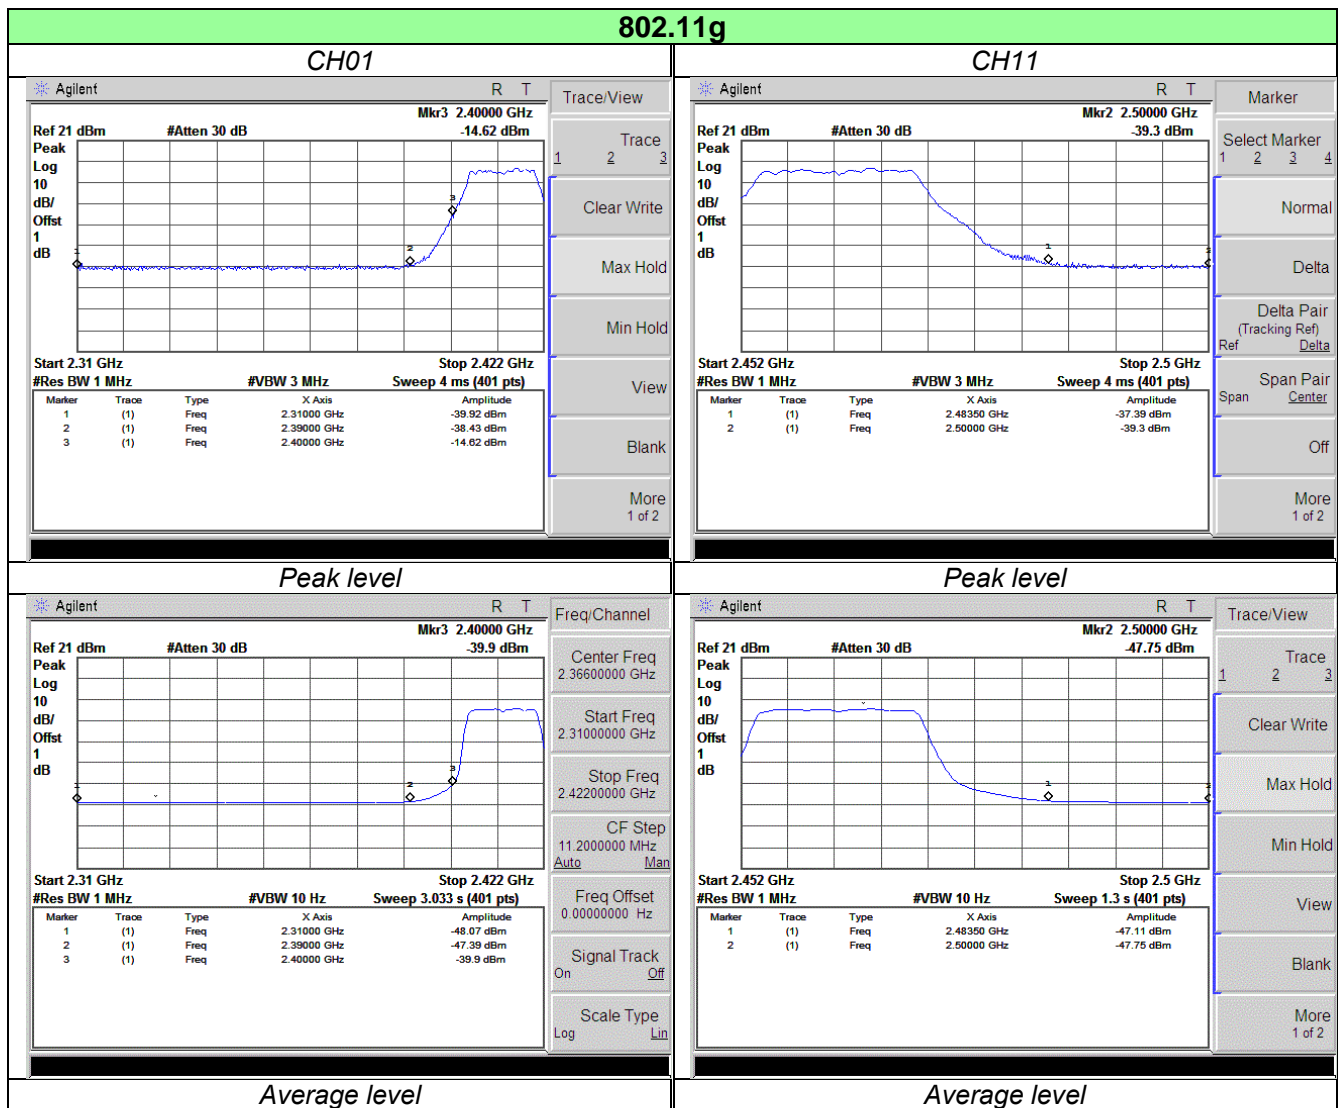 802.11g
CH01 CH11
Agilent R T Trace/View
Mkr3 2.40000 GHz
Ref 21 dBm #Atten 30 dB -14.62 dBm
Peak
Log
10
dB/
Offst
1
dB
1
2
3
Start 2.31 GHz Stop 2.422 GHz
#Res BW 1 MHz #VBW 3 MHz Sweep 4 ms (401 pts)
Marker Trace Type X Axis Amplitude
1 (1) Freq 2.31000 GHz -39.92 dBm
2 (1) Freq 2.39000 GHz -38.43 dBm
3 (1) Freq 2.40000 GHz -14.62 dBm
Trace
1 2 3
Clear Write
Max Hold
Min Hold
View
Blank
More
1 of 2
Agilent R T Marker
Mkr2 2.50000 GHz
Ref 21 dBm #Atten 30 dB -39.3 dBm
Peak
Log
10
dB/
Offst
1
dB
1
2
Start 2.452 GHz Stop 2.5 GHz
#Res BW 1 MHz #VBW 3 MHz Sweep 4 ms (401 pts)
Marker Trace Type X Axis Amplitude
1 (1) Freq 2.48350 GHz -37.39 dBm
2 (1) Freq 2.50000 GHz -39.3 dBm
Select Marker
1 2 3 4
Normal
Delta
Delta Pair
(Tracking Ref)
Ref Delta
Span Pair
Span Center
Off
More
1 of 2
Peak level Peak level
Agilent R T Freq/Channel
Mkr3 2.40000 GHz
Ref 21 dBm #Atten 30 dB -39.9 dBm
Peak
Log
10
dB/
Offst
1
dB
1
2
3
Start 2.31 GHz Stop 2.422 GHz
#Res BW 1 MHz #VBW 10 Hz Sweep 3.033 s (401 pts)
Marker Trace Type X Axis Amplitude
1 (1) Freq 2.31000 GHz -48.07 dBm
2 (1) Freq 2.39000 GHz -47.39 dBm
3 (1) Freq 2.40000 GHz -39.9 dBm
Center Freq
2.36600000 GHz
Start Freq
2.31000000 GHz
Stop Freq
2.42200000 GHz
CF Step
11.2000000 MHz
Auto Man
Freq Offset
0.00000000 Hz
Signal Track
On Off
Scale Type
Log Lin
Agilent R T Trace/View
Mkr2 2.50000 GHz
Ref 21 dBm #Atten 30 dB -47.75 dBm
Peak
Log
10
dB/
Offst
1
dB
1
2
Start 2.452 GHz Stop 2.5 GHz
#Res BW 1 MHz #VBW 10 Hz Sweep 1.3 s (401 pts)
Marker Trace Type X Axis Amplitude
1 (1) Freq 2.48350 GHz -47.11 dBm
2 (1) Freq 2.50000 GHz -47.75 dBm
Trace
1 2 3
Clear Write
Max Hold
Min Hold
View
Blank
More
1 of 2
Average level Average level